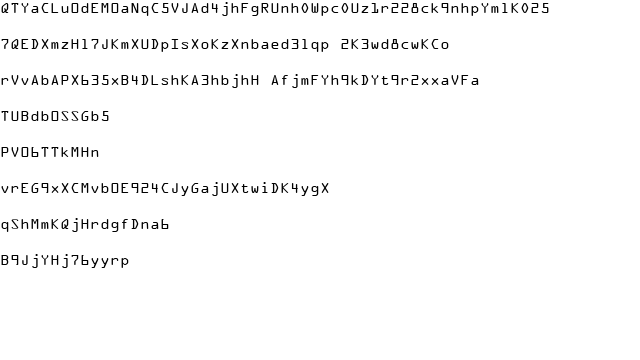 QTYaCLuOdEMOaNqC5VJAd4jhFgRUnh0Wpc0Uz1r228ck9nhpYmlK025
7QEDXmzHl7JKmXUDpIsXoKzXnbaed3lqp 2K3wd8cwKCo
rVvAbAPX635xB4DLshKA3hbjhH AfjmFYh9kDYt9r2xxaVFa
TUBdbOSSGb5
PVO6TTkMHn
vrEG9xXCMvbOE924CJyGajUXtwiDK4ygX
qShMmKQjHrdgfDna6
B9JjYHj76yyrp